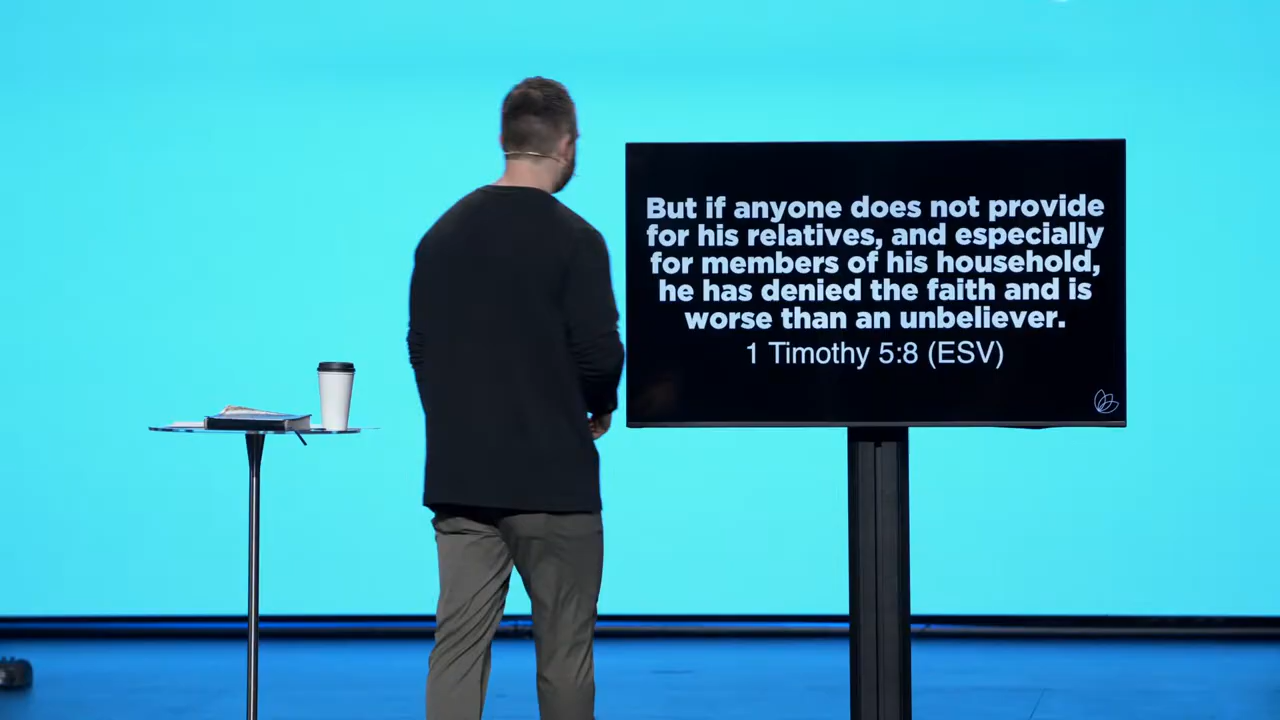 But if anyone does not provide
for his relatives, and especially
for members of his household,
he has denied the faith and is
worse than an unbeliever.
1 Timothy 5:8 (ESV)